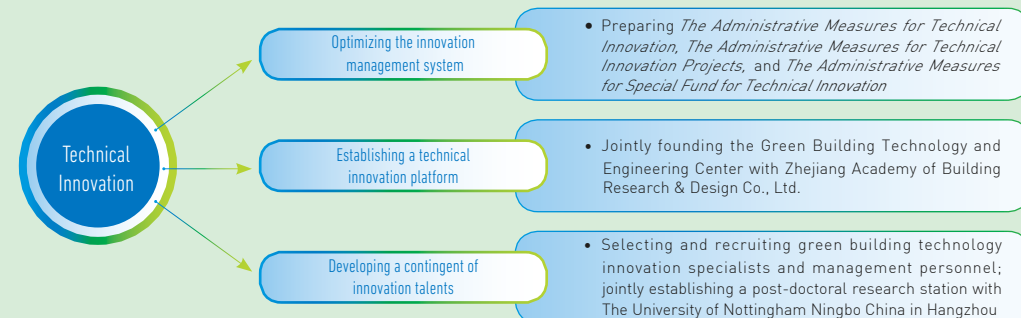 Technical
Innovation
Optimizing the innovation
management system
• Preparing The Administrative Measures for Technical
Innovation, The Administrative Measures for Technical
Innovation Projects, and The Administrative Measures
for Special Fund for Technical Innovation
Establishing a technical
innovation platform
• Jointly founding the Green Building Technology and
Engineering Center with Zhejiang Academy of Building
Research & Design Co., Ltd.
Developing a contingent of
innovation talents
• Selecting and recruiting green building technology
innovation specialists and management personnel;
jointly establishing a post-doctoral research station with
The University of Nottingham Ningbo China in Hangzhou